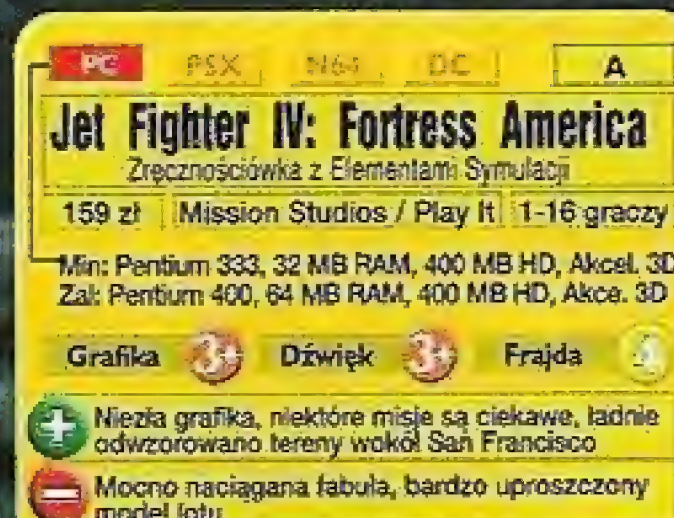 PC PSX N64 DC A
Jet Fighter IV: Fortress America
Zręcznościówka z Elementami Symulacji
159 zł Mission Studios / Play It 1-16 graczy
Min: Pentium 333, 32 MB RAM, 400 MB HD, Akcel. 3D
Zal: Pentium 400, 64 MB RAM, 400 MB HD, Akce. 3D
Grafika 3+ Dźwięk 3+ Frajda 4
Niezła grafika, niektóre misje są ciekawe, ładnie
odwzorowano tereny wokół San Francisco
Mocno naciągana fabuła, bardzo uproszczony
model lotu